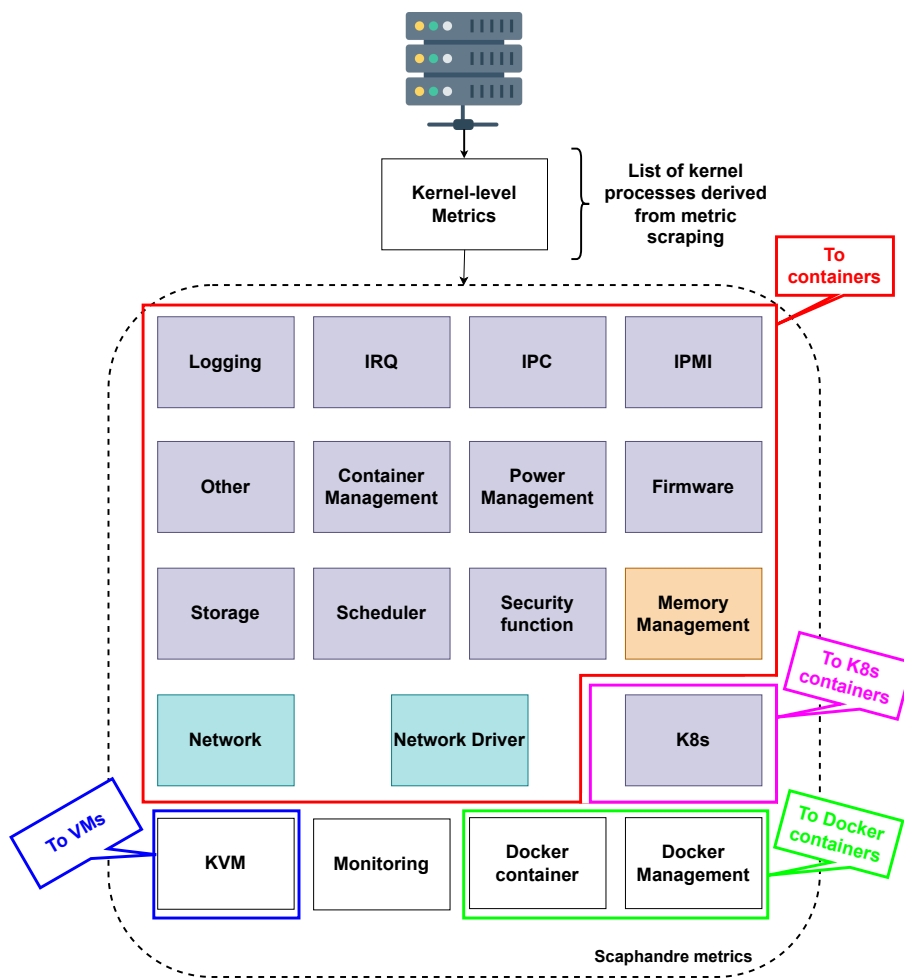 Kernel-level
Metrics
List of kernel
processes derived
from metric
scraping
To
containers
Logging
IRQ
IPC
IPMI
Other
Container
Management
Power
Management
Firmware
Storage
Scheduler
Security
function
Memory
Management
To K8s
containers
Network
Network Driver
K8s
To VMs
KVM
Monitoring
Docker
container
Docker
Management
To Docker
containers
Scaphandre metrics